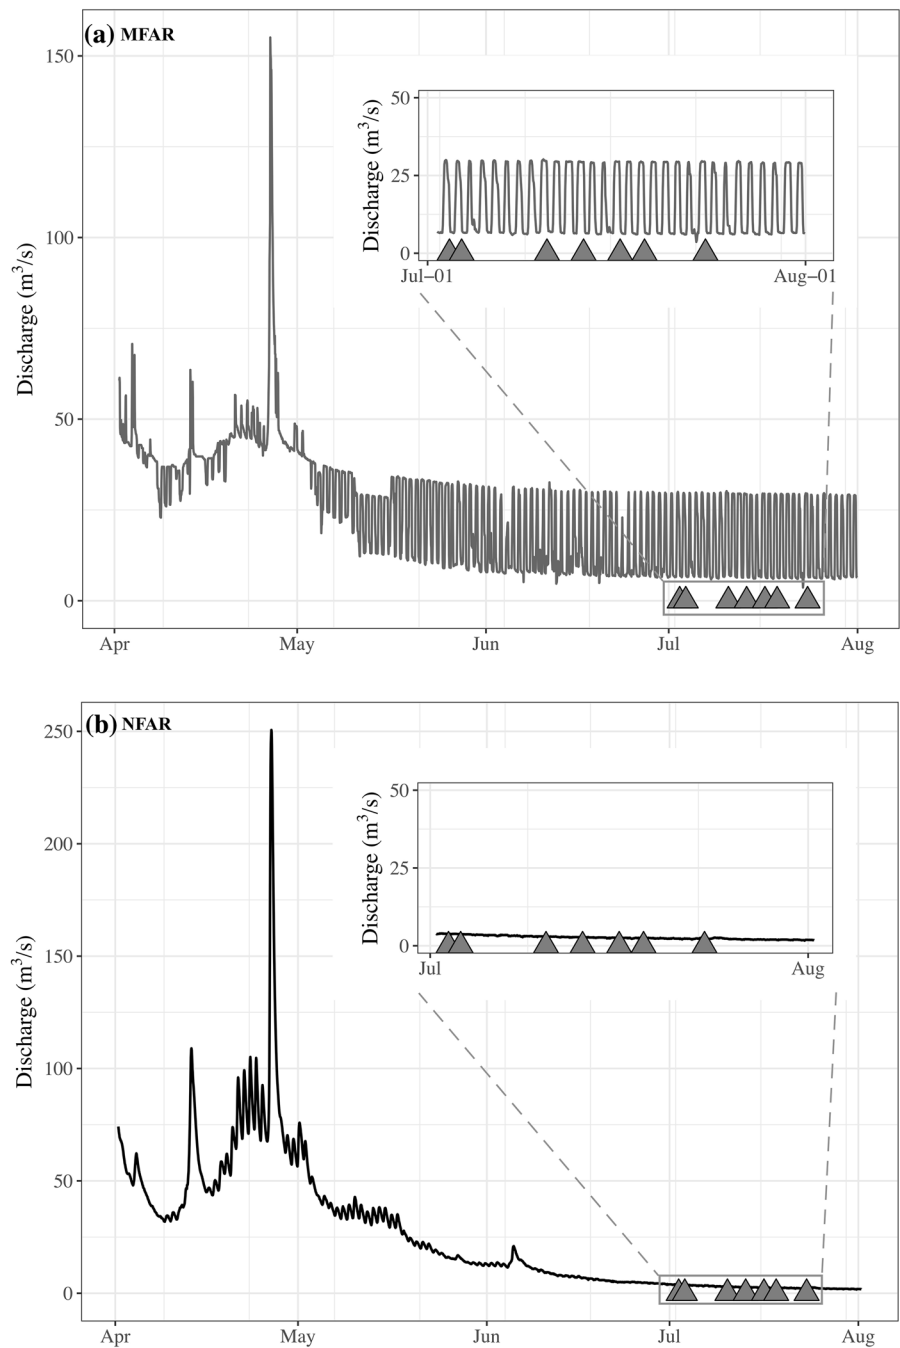 (a) MFAR
150
100
50
0
Discharge (m³/s)
Apr May Jun Jul Aug
50
25
0
Discharge (m³/s)
Jul–01 Aug–01
(b) NFAR
250
200
150
100
50
0
Discharge (m³/s)
Apr May Jun Jul Aug
50
25
0
Discharge (m³/s)
Jul Aug